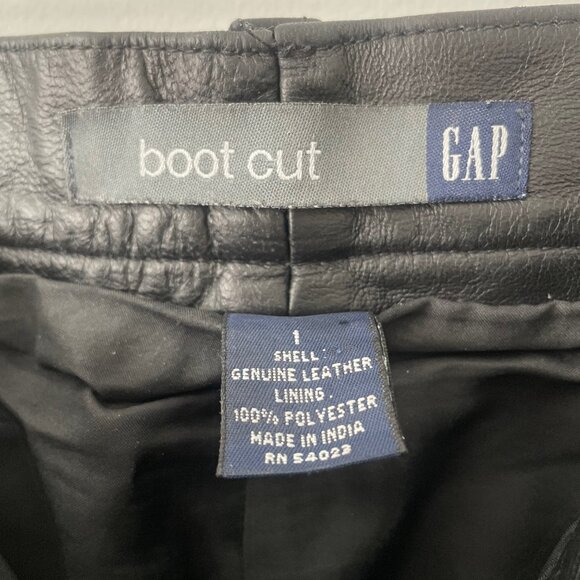 boot cut GAP
1
SHELL:
GENUINE LEATHER
LINING
100% POLYESTER
MADE IN INDIA
RN 54023